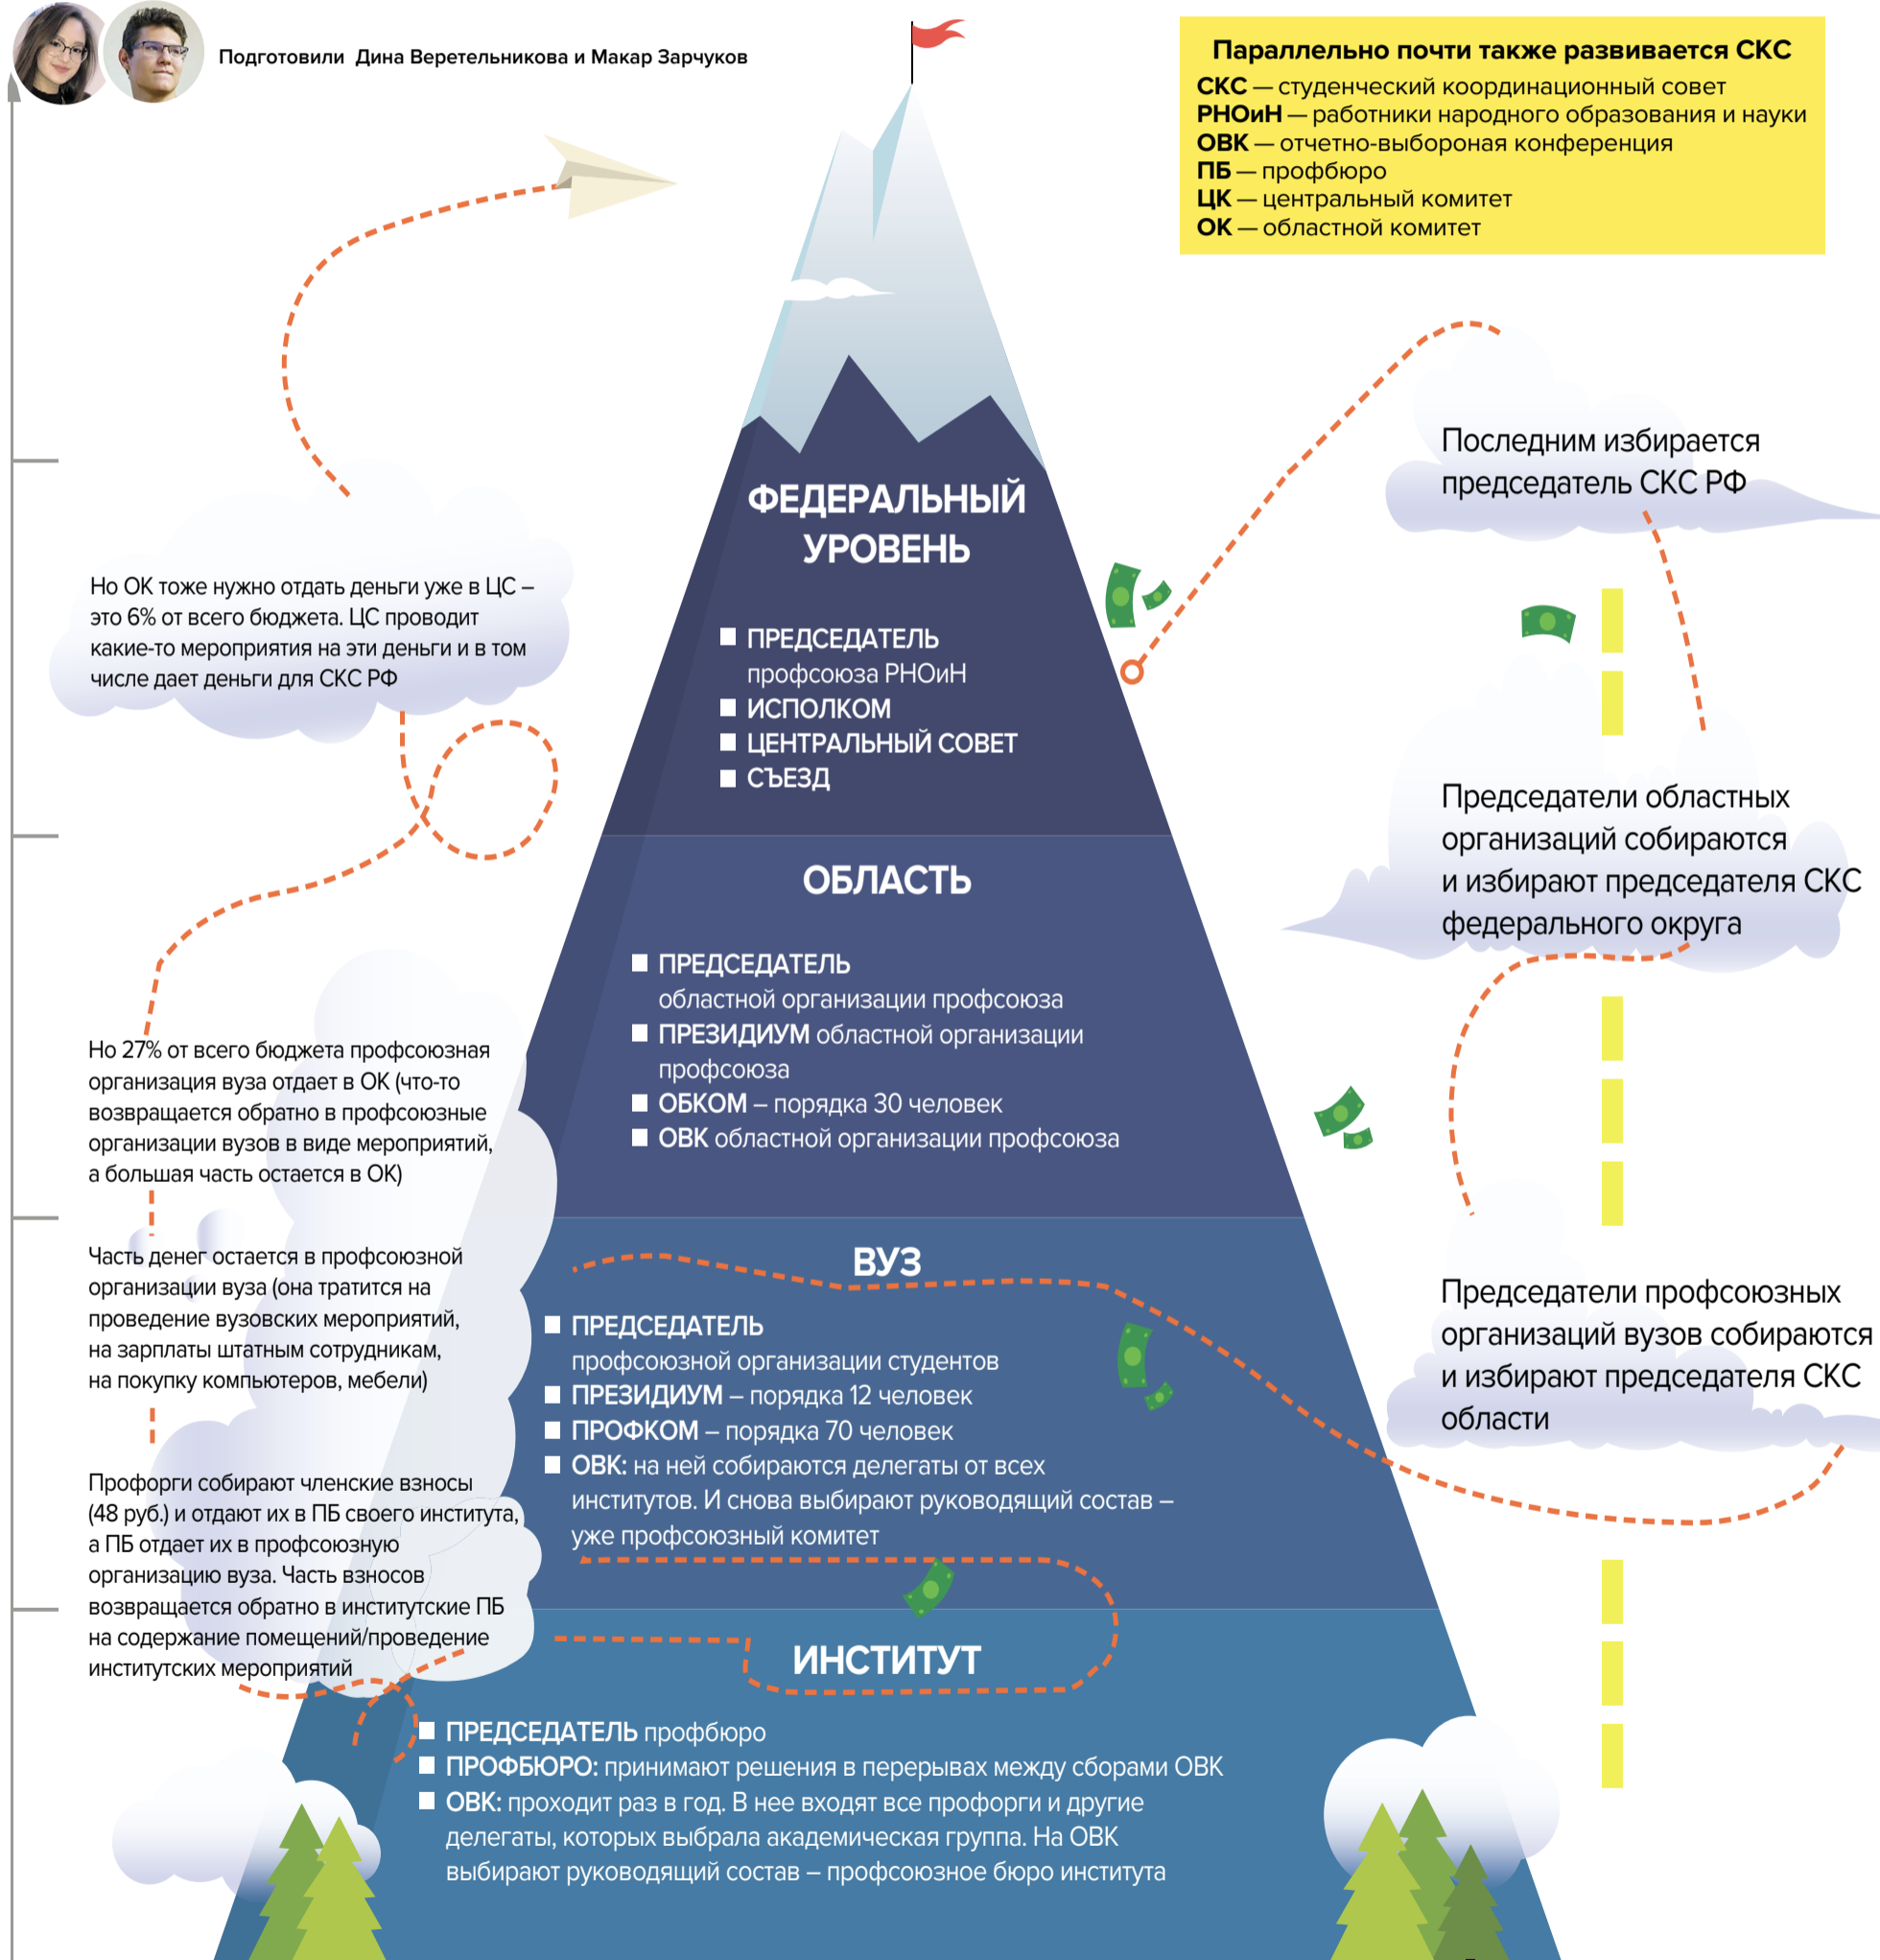 Подготовили Дина Веретельникова и Макар Зарчуков
Параллельно почти также развивается СКС
СКС — студенческий координационный совет
РНОиН — работники народного образования и науки
ОВК — отчетно-выбороная конференция
ПБ — профбюро
ЦК — центральный комитет
ОК — областной комитет
ФЕДЕРАЛЬНЫЙ
УРОВЕНЬ
ПРЕДСЕДАТЕЛЬ
профсоюза РНОиН
ИСПОЛКОМ
ЦЕНТРАЛЬНЫЙ СОВЕТ
СЪЕЗД
ОБЛАСТЬ
ПРЕДСЕДАТЕЛЬ
областной организации профсоюза
ПРЕЗИДИУМ областной организации
профсоюза
ОБКОМ – порядка 30 человек
ОВК областной организации профсоюза
ВУЗ
ПРЕДСЕДАТЕЛЬ
профсоюзной организации студентов
ПРЕЗИДИУМ – порядка 12 человек
ПРОФКОМ – порядка 70 человек
ОВК: на ней собираются делегаты от всех
институтов. И снова выбирают руководящий состав –
уже профсоюзный комитет
ИНСТИТУТ
ПРЕДСЕДАТЕЛЬ профбюро
ПРОФБЮРО: принимают решения в перерывах между сборами ОВК
ОВК: проходит раз в год. В нее входят все профорги и другие
делегаты, которых выбрала академическая группа. На ОВК
выбирают руководящий состав – профсоюзное бюро института
Но ОК тоже нужно отдать деньги уже в ЦС –
это 6% от всего бюджета. ЦС проводит
какие-то мероприятия на эти деньги и в том
числе дает деньги для СКС РФ
Но 27% от всего бюджета профсоюзная
организация вуза отдает в ОК (что-то
возвращается обратно в профсоюзные
организации вузов в виде мероприятий,
а большая часть остается в ОК)
Часть денег остается в профсоюзной
организации вуза (она тратится на
проведение вузовских мероприятий,
на зарплаты штатным сотрудникам,
на покупку компьютеров, мебели)
Профорги собирают членские взносы
(48 руб.) и отдают их в ПБ своего института,
а ПБ отдает их в профсоюзную
организацию вуза. Часть взносов
возвращается обратно в институтские ПБ
на содержание помещений/проведение
институтских мероприятий
Последним избирается
председатель СКС РФ
Председатели областных
организаций собираются
и избирают председателя СКС
федерального округа
Председатели профсоюзных
организаций вузов собираются
и избирают председателя СКС
области